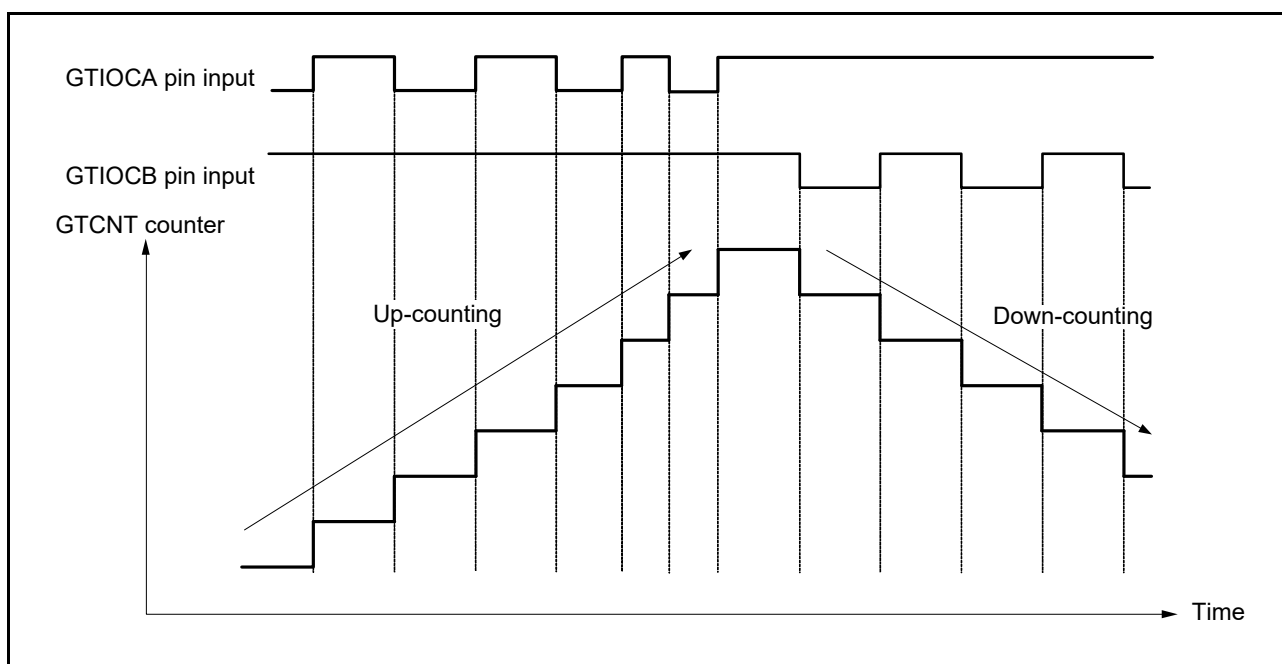 GTIOCA pin input
GTIOCB pin input
GTCNT counter
Up-counting
Down-counting
Time